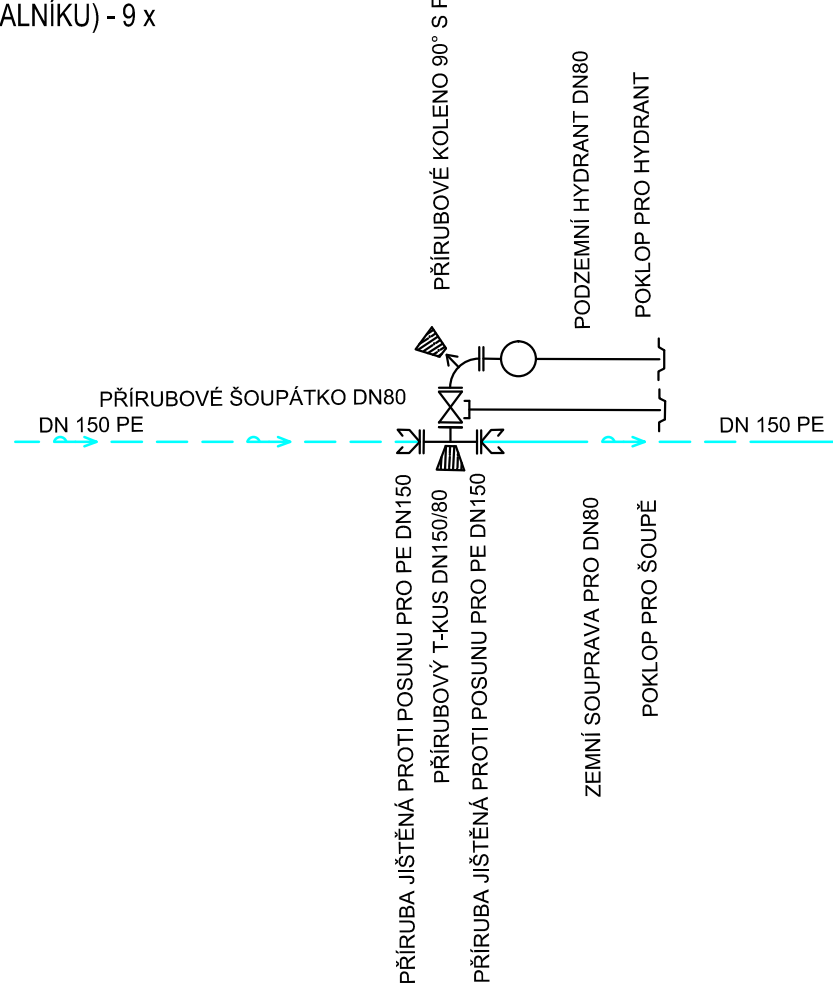 ALNÍKU) - 9 x
PŘÍRUBOVÉ KOLENO 90° S
PODZEMNÍ HYDRANT DN80
POKLOP PRO HYDRANT
PŘÍRUBOVÉ ŠOUPÁTKO DN80
DN 150 PE
DN 150 PE
PŘÍRUBA JIŠTĚNÁ PROTI POSUNU PRO PE DN150
PŘÍRUBOVÝ T-KUS DN150/80
PŘÍRUBA JIŠTĚNÁ PROTI POSUNU PRO PE DN150
ZEMNÍ SOUPRAVA PRO DN80
POKLOP PRO ŠOUPĚ